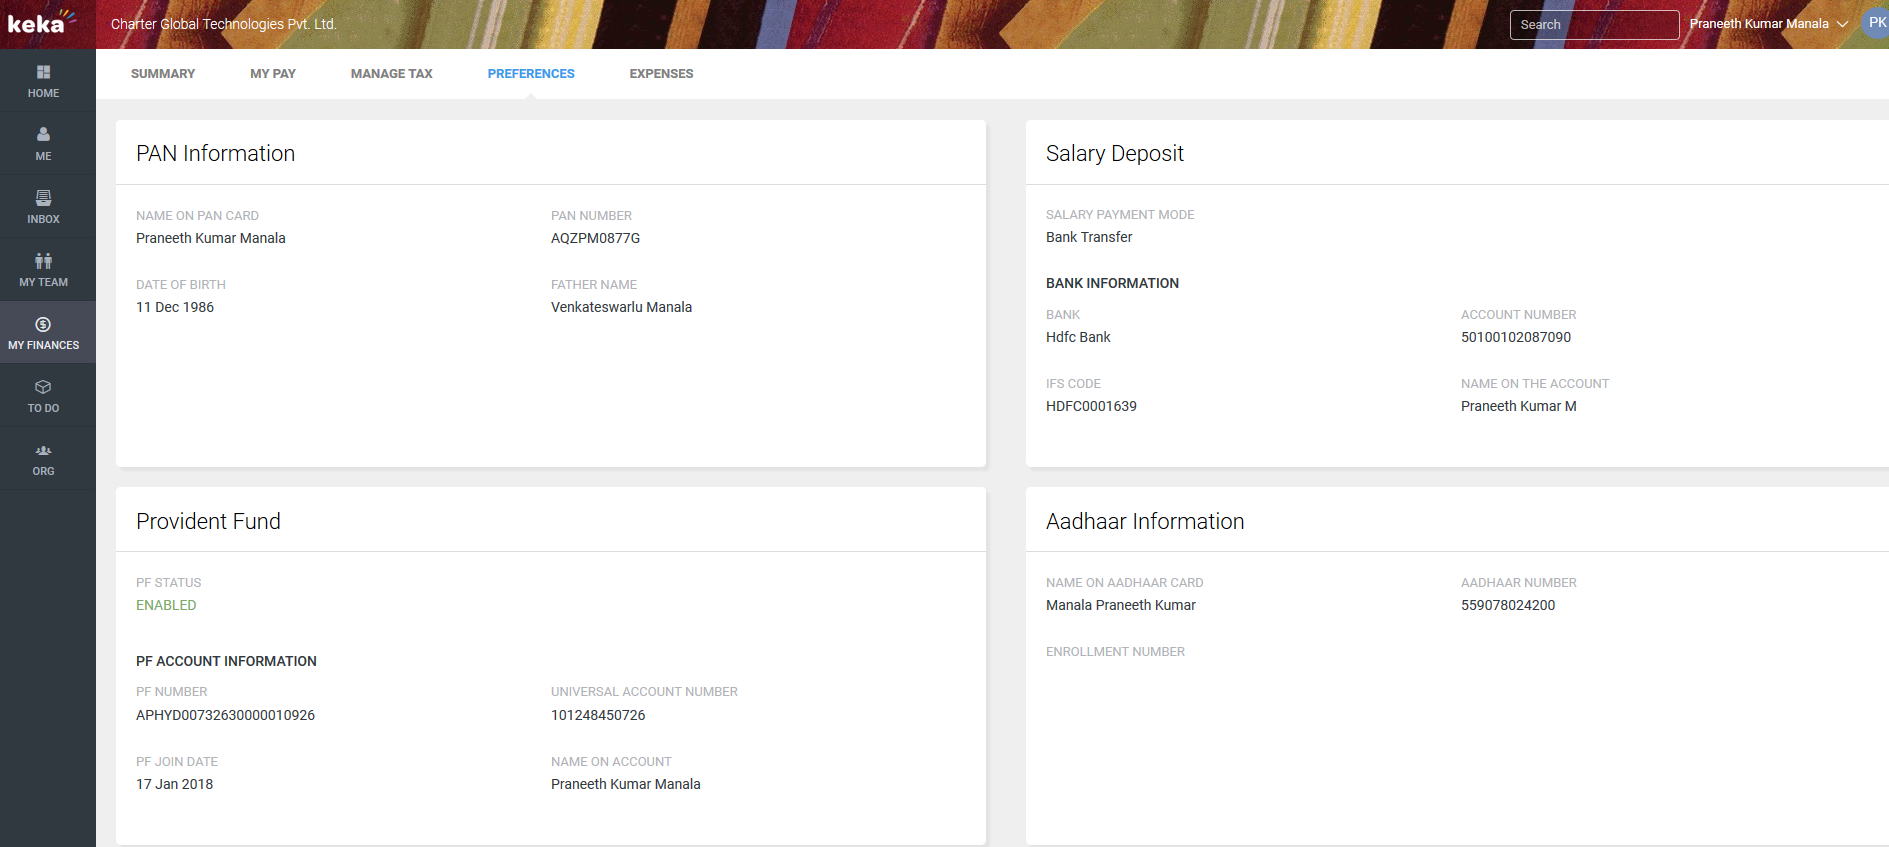 keka
Charter Global Technologies Pvt. Ltd.
Search
Praneeth Kumar Manala
PK
HOME
ME
INBOX
MY TEAM
MY FINANCES
TO DO
ORG
SUMMARY
MY PAY
MANAGE TAX
PREFERENCES
EXPENSES
PAN Information
NAME ON PAN CARD
Praneeth Kumar Manala
PAN NUMBER
AQZPM0877G
DATE OF BIRTH
11 Dec 1986
FATHER NAME
Venkateswarlu Manala
Salary Deposit
SALARY PAYMENT MODE
Bank Transfer
BANK INFORMATION
BANK
Hdfc Bank
ACCOUNT NUMBER
50100102087090
IFS CODE
HDFC0001639
NAME ON THE ACCOUNT
Praneeth Kumar M
Provident Fund
PF STATUS
ENABLED
PF ACCOUNT INFORMATION
PF NUMBER
APHYD00732630000010926
UNIVERSAL ACCOUNT NUMBER
101248450726
PF JOIN DATE
17 Jan 2018
NAME ON ACCOUNT
Praneeth Kumar Manala
Aadhaar Information
NAME ON AADHAAR CARD
Manala Praneeth Kumar
AADHAAR NUMBER
559078024200
ENROLLMENT NUMBER